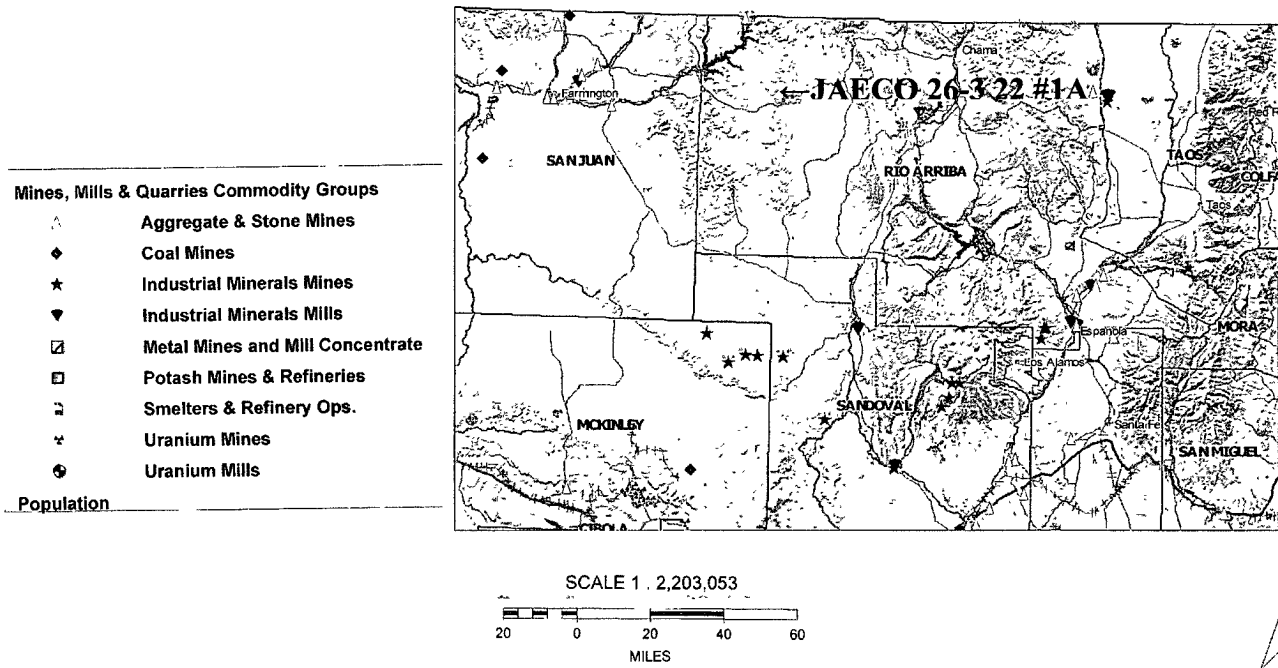 Chama
←JAECO 26-3 22 #1A
Farmington
Red R
SAN JUAN
TAOS
RIO ARRIBA
COLFA
Taos
Mines, Mills & Quarries Commodity Groups
Aggregate & Stone Mines
Coal Mines
Industrial Minerals Mines
Industrial Minerals Mills
Metal Mines and Mill Concentrate
Potash Mines & Refineries
Smelters & Refinery Ops.
Uranium Mines
Uranium Mills
Population
Espanola
MORA
Los Alamos
SANDOVAL
MCKINLEY
Santa Fe
SAN MIGUEL
CIBOLA
SCALE 1 . 2,203,053
20 0 20 40 60
MILES